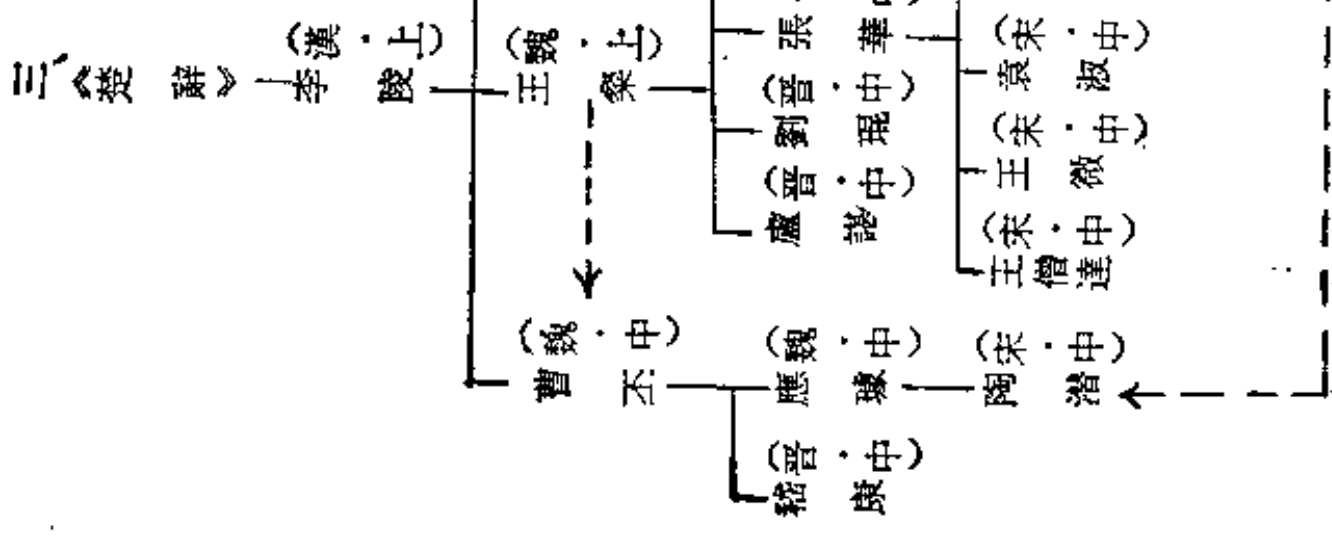 三、《楚辭》
(漢·上)
李陵
(魏·上)
王粲
張華
(晉·中)
劉琨
(晉·中)
盧諶
(宋·中)
袁淑
(宋·中)
王微
(宋·中)
王僧達
(魏·中)
曹丕
(魏·中)
應璩
(宋·中)
陶潛
(晉·中)
嵇康